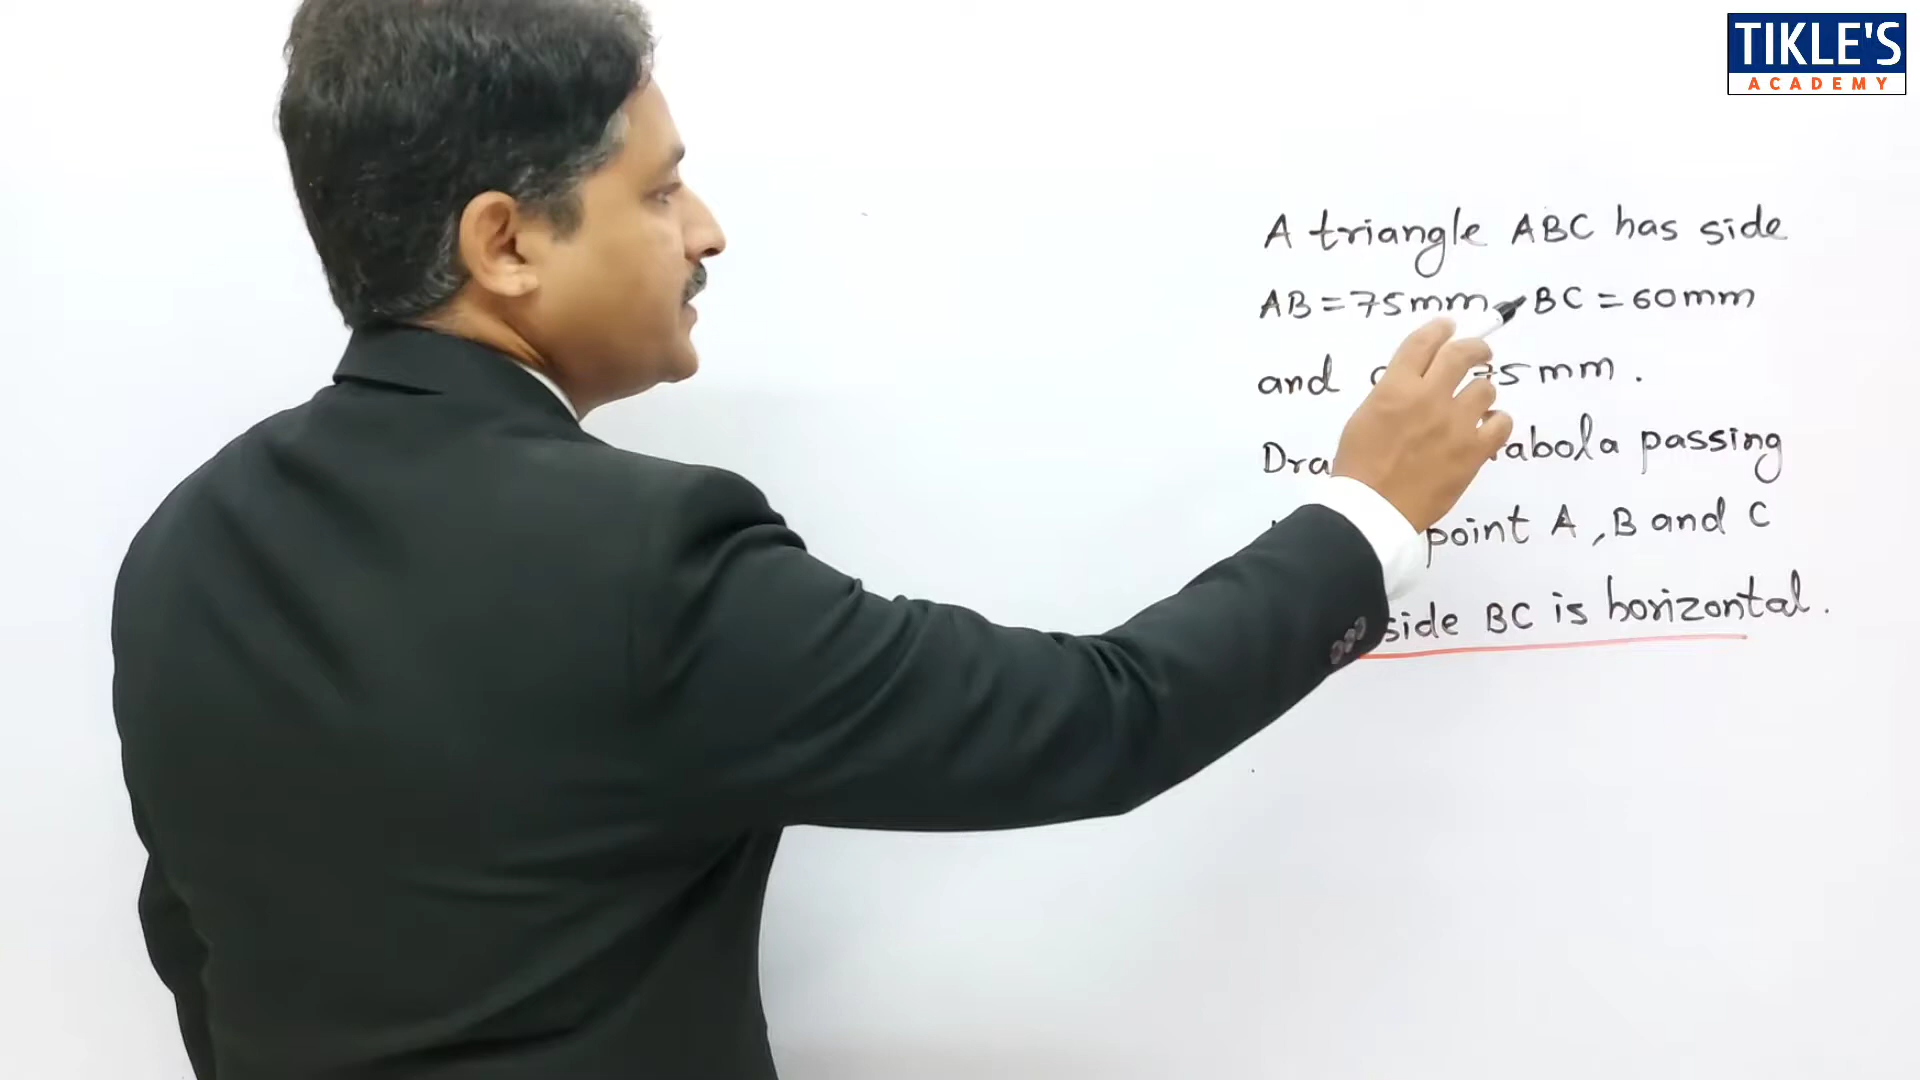 TIKLE'S
ACADEMY
A triangle ABC has side
AB = 75mm, BC = 60mm
and 75mm.
Dra abola passing
point A, B and C
side BC is horizontal.